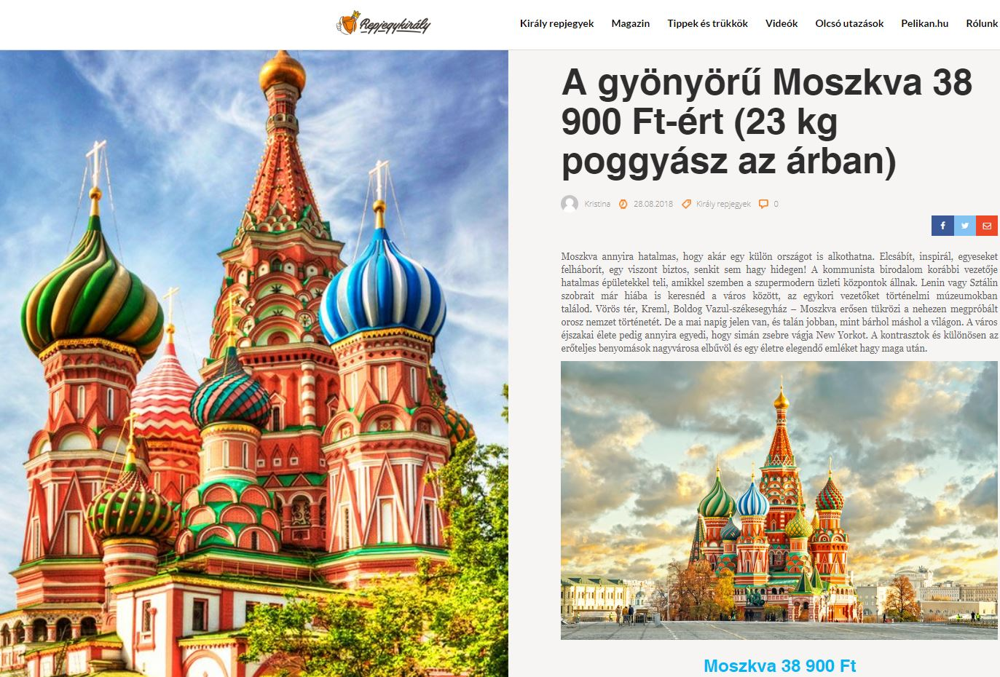 Repjegykirály
Király repjegyek Magazin Tippek és trükkök Videók Olcsó utazások Pelikan.hu Rólunk
A gyönyörű Moszkva 38
900 Ft-ért (23 kg
poggyász az árban)
Kristina 28.08.2018 Király repjegyek 0
Moszkva annyira hatalmas, hogy akár egy külön országot is alkothatna. Elcsábít, inspirál, egyeseket
felháborít, egy viszont biztos, senkit sem hagy hidegen! A kommunista birodalom korábbi vezetője
hatalmas épületekkel teli, amikkel szemben a szupermodern üzleti központok állnak. Lenin vagy Sztálin
szobrait már hiába is keresnéd a város között, az egykori vezetőket történelmi múzeumokban
találod. Vörös tér, Kreml, Boldog Vazul-székesegyház – Moszkva erősen tükrözi a nehezen megpróbált
orosz nemzet történetét. De a mai napig jelen van, és talán jobban, mint bárhol máshol a világon. A város
éjszakai élete pedig annyira egyedi, hogy simán zsebre vágja New Yorkot. A kontrasztok és különösen az
erőteljes benyomások nagyvárosa elbűvöl és egy életre elegendő emléket hagy maga után.
Moszkva 38 900 Ft